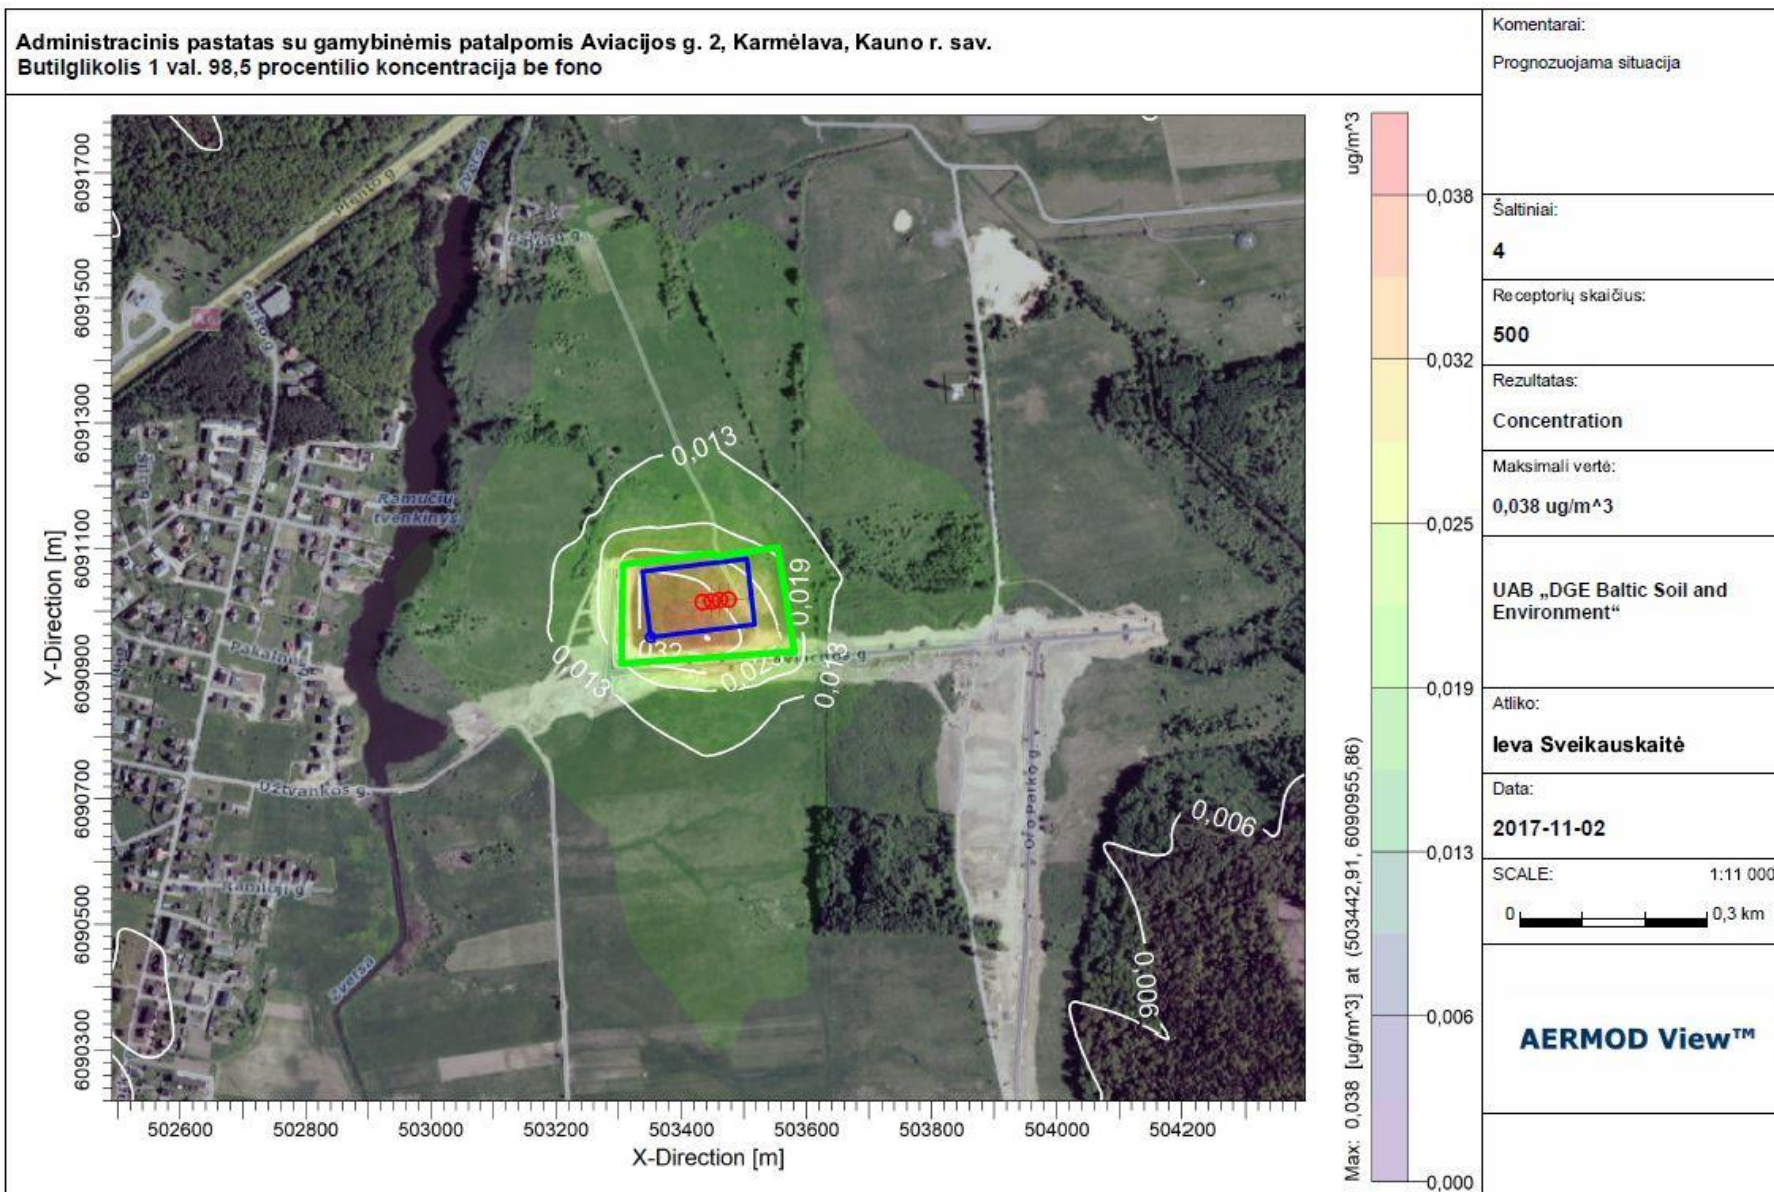 Administracinis pastatas su gamybinėmis patalpomis Aviacijos g. 2, Karmėlava, Kauno r. sav.
Butilglikolis 1 val. 98,5 procentilio koncentracija be fono
Komentarai:
Prognozuojama situacija
Šaltiniai:
4
Receptorių skaičius:
500
Rezultatas:
Concentration
Maksimali vertė:
0,038 ug/m^3
UAB „DGE Baltic Soil and
Environment“
Atliko:
Ieva Sveikauskaitė
Data:
2017-11-02
SCALE:
1:11 000
0
0,3 km
AERMOD View™
Y-Direction [m]
6091700
6091500
6091300
6091100
6090900
6090700
6090500
6090300
502600
502800
503000
503200
503400
503600
503800
504000
504200
X-Direction [m]
Plento g.
Žversa
Bajorų g.
Parko g.
Ramučių
tvenkinys
Pakalnės
Užtvankos g.
Žversa
Oro Parko g.
0,013
0,019
0,013
0,013
0,006
0,006
ug/m^3
0,038
0,032
0,025
0,019
0,013
0,006
0,000
Max: 0,038 [ug/m^3] at (503442,91, 6090955,86)